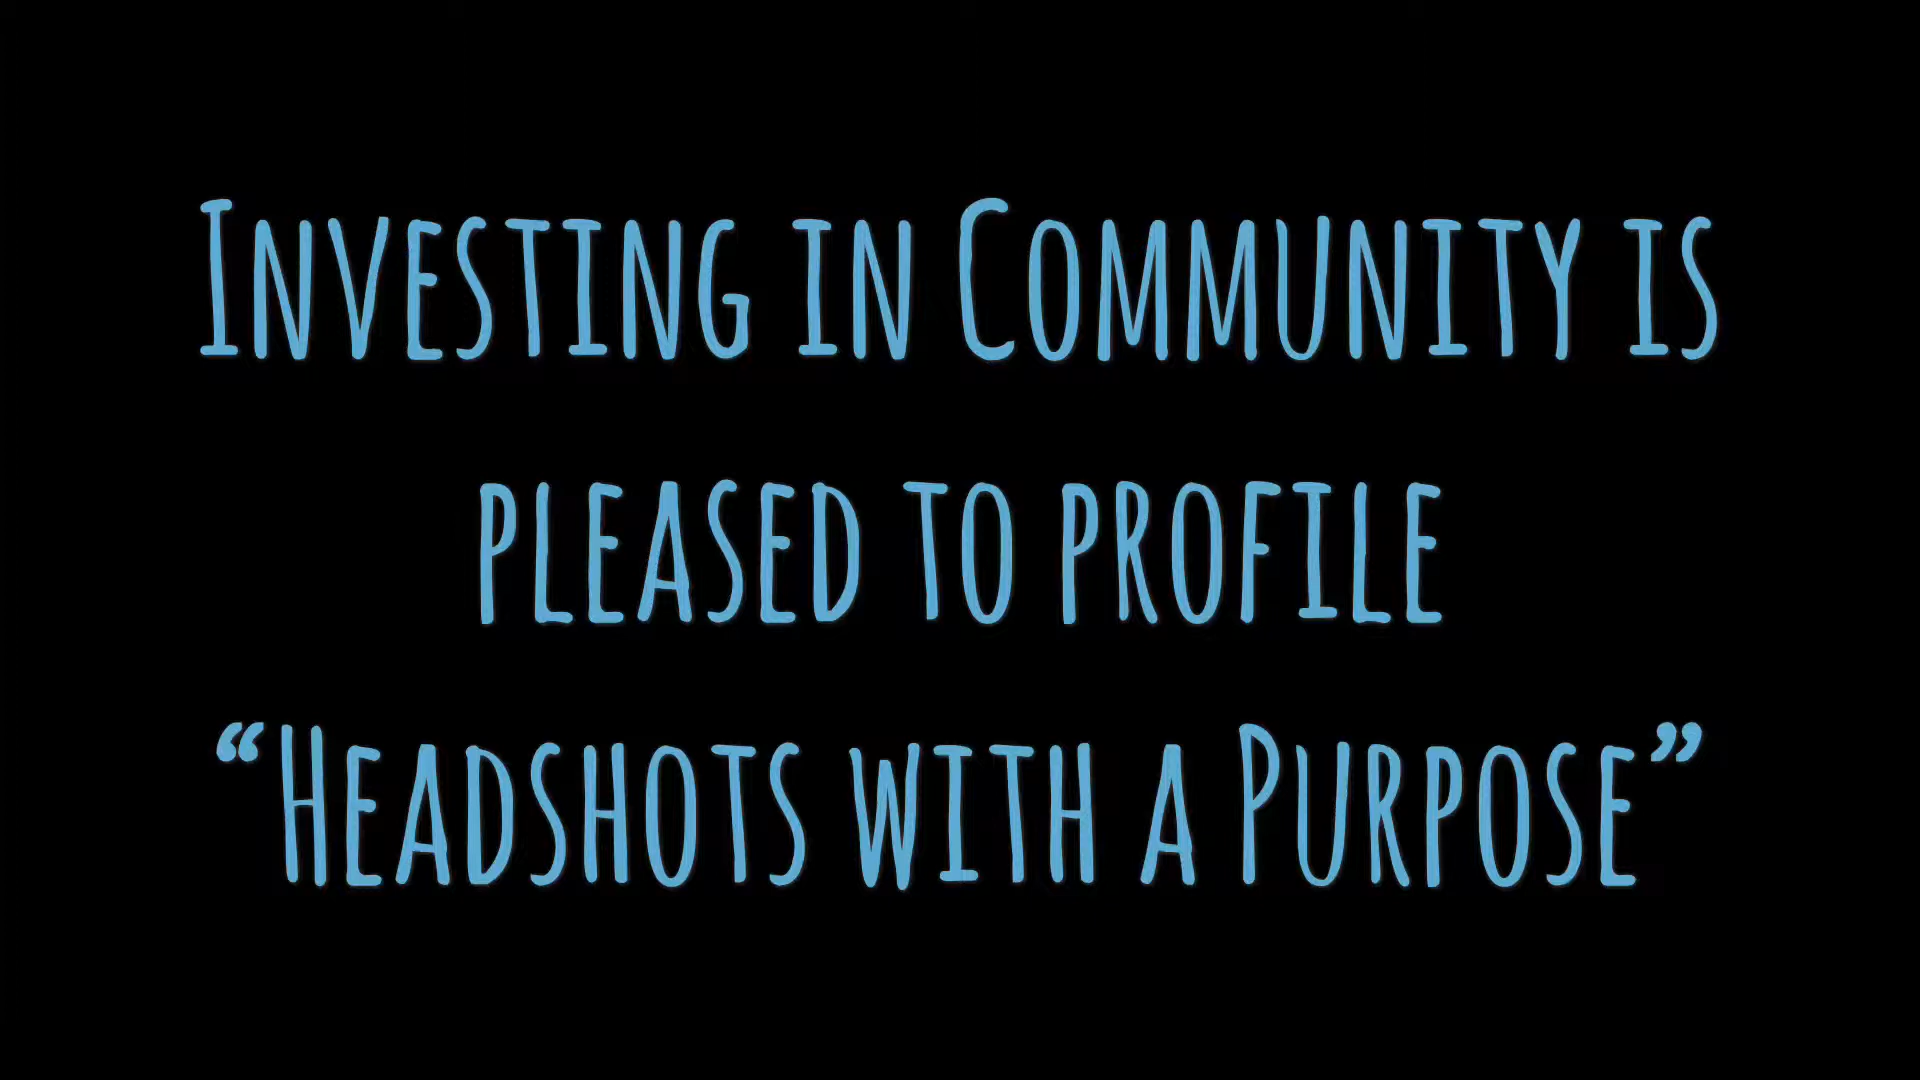 Investing in Community is
pleased to profile
“Headshots with a Purpose”